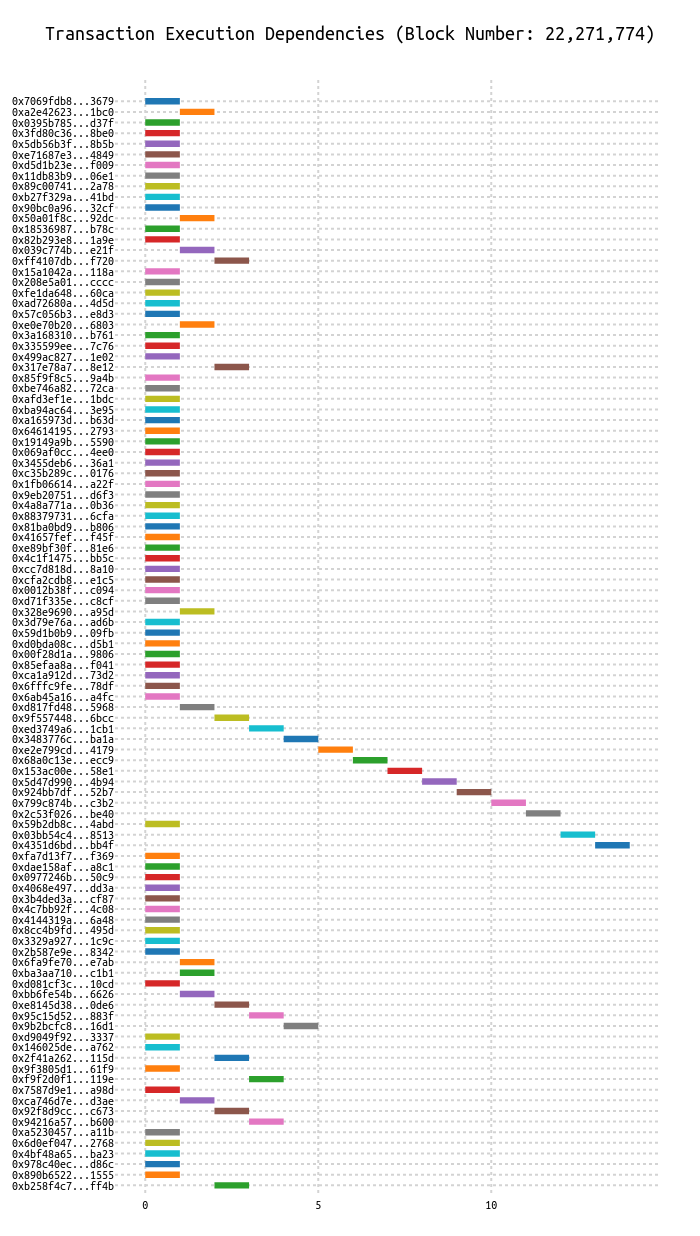 Transaction Execution Dependencies (Block Number: 22,271,774)
0x7069fdb8...3679
0xa2e42623...1bc0
0x0395b785...d37f
0x3fd80c36...8be0
0x5db56b3f...8b5b
0xe71687e3...4849
0xd5d1b23e...f009
0x11db83b9...06e1
0x89c00741...2a78
0xb27f329a...41bd
0x90bc0a96...32cf
0x50a01f8c...92dc
0x18536987...b78c
0x82b293e8...1a9e
0x039c774b...e21f
0xff4107db...f720
0x15a1042a...118a
0x208e5a01...cccc
0xfe1da648...60ca
0xad72680a...4d5d
0x57c056b3...e8d3
0xe0e70b20...6803
0x3a168310...b761
0x335599ee...7c76
0x499ac827...1e02
0x317e78a7...8e12
0x85f9f8c5...9a4b
0xbe746a82...72ca
0xafd3ef1e...1bdc
0xba94ac64...3e95
0xa165973d...b63d
0x64614195...2793
0x19149a9b...5590
0x069af0cc...4ee0
0x3455deb6...36a1
0xc35b289c...0176
0x1fb06614...a22f
0x9eb20751...d6f3
0x4a8a771a...0b36
0x88379731...6cfa
0x81ba0bd9...b806
0x41657fef...f45f
0xe89bf30f...81e6
0x4c1f1475...bb5c
0xcc7d818d...8a10
0xcfa2cdb8...e1c5
0x0012b38f...c094
0xd71f335e...c8cf
0x328e9690...a95d
0x3d79e76a...ad6b
0x59d1b0b9...09fb
0xd0bda08c...d5b1
0x00f28d1a...9806
0x85efaa8a...f041
0xca1a912d...73d2
0x6fffc9fe...78df
0x6ab45a16...a4fc
0xd817fd48...5968
0x9f557448...6bcc
0xed3749a6...1cb1
0x3483776c...ba1a
0xe2e799cd...4179
0x68a0c13e...ecc9
0x153ac00e...58e1
0x5d47d990...4b94
0x924bb7df...52b7
0x799c874b...c3b2
0x2c53f026...be40
0x59b2db8c...4abd
0x03bb54c4...8513
0x4351d6bd...bb4f
0xfa7d13f7...f369
0xdae158af...a8c1
0x0977246b...50c9
0x4068e497...dd3a
0x3b4ded3a...cf87
0x4c7bb92f...4c08
0x4144319a...6a48
0x8cc4b9fd...495d
0x3329a927...1c9c
0x2b587e9e...8342
0x6fa9fe70...e7ab
0xba3aa710...c1b1
0xd081cf3c...10cd
0xbb6fe54b...6626
0xe8145d38...0de6
0x95c15d52...883f
0x9b2bcfc8...16d1
0xd9049f92...3337
0x146025de...a762
0x2f41a262...115d
0x9f3805d1...61f9
0xf9f2d0f1...119e
0x7587d9e1...a98d
0xca746d7e...d3ae
0x92f8d9cc...c673
0x94216a57...b600
0xa5230457...a11b
0x6d0ef047...2768
0x4bf48a65...ba23
0x978c40ec...d86c
0x890b6522...1555
0xb258f4c7...ff4b
0 5 10